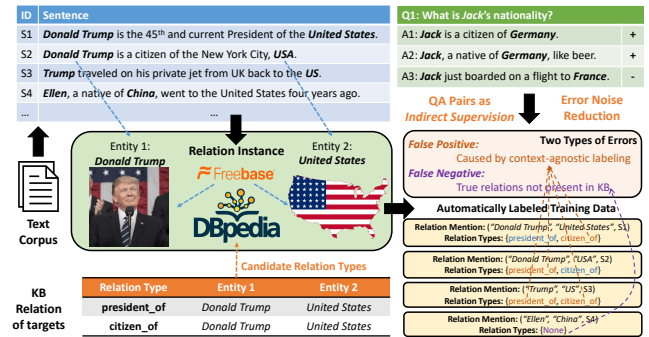 ID Sentence
S1 Donald Trump is the 45th and current President of the United States.
S2 Donald Trump is a citizen of the New York City, USA.
S3 Trump traveled on his private jet from UK back to the US.
S4 Ellen, a native of China, went to the United States four years ago.
... ...
Q1: What is Jack's nationality?
A1: Jack is a citizen of Germany. +
A2: Jack, a native of Germany, like beer. +
A3: Jack just boarded on a flight to France. -
QA Pairs as
Indirect Supervision
Error Noise
Reduction
Text
Corpus
Entity 1:
Donald Trump
Relation Instance
Freebase
DBpedia
Entity 2:
United States
Two Types of Errors
False Positive:
Caused by context-agnostic labeling
False Negative:
True relations not present in KB
Automatically Labeled Training Data
Relation Mention: ("Donald Trump", "United States", S1)
Relation Types: {president_of, citizen_of}
Relation Mention: ("Donald Trump", "USA", S2)
Relation Types: {president_of, citizen_of}
Relation Mention: ("Trump", "US", S3)
Relation Types: {president_of, citizen_of}
Relation Mention: ("Ellen", "China", S4)
Relation Types: {None}
Candidate Relation Types
KB
Relation
of targets
Relation Type Entity 1 Entity 2
president_of Donald Trump United States
citizen_of Donald Trump United States